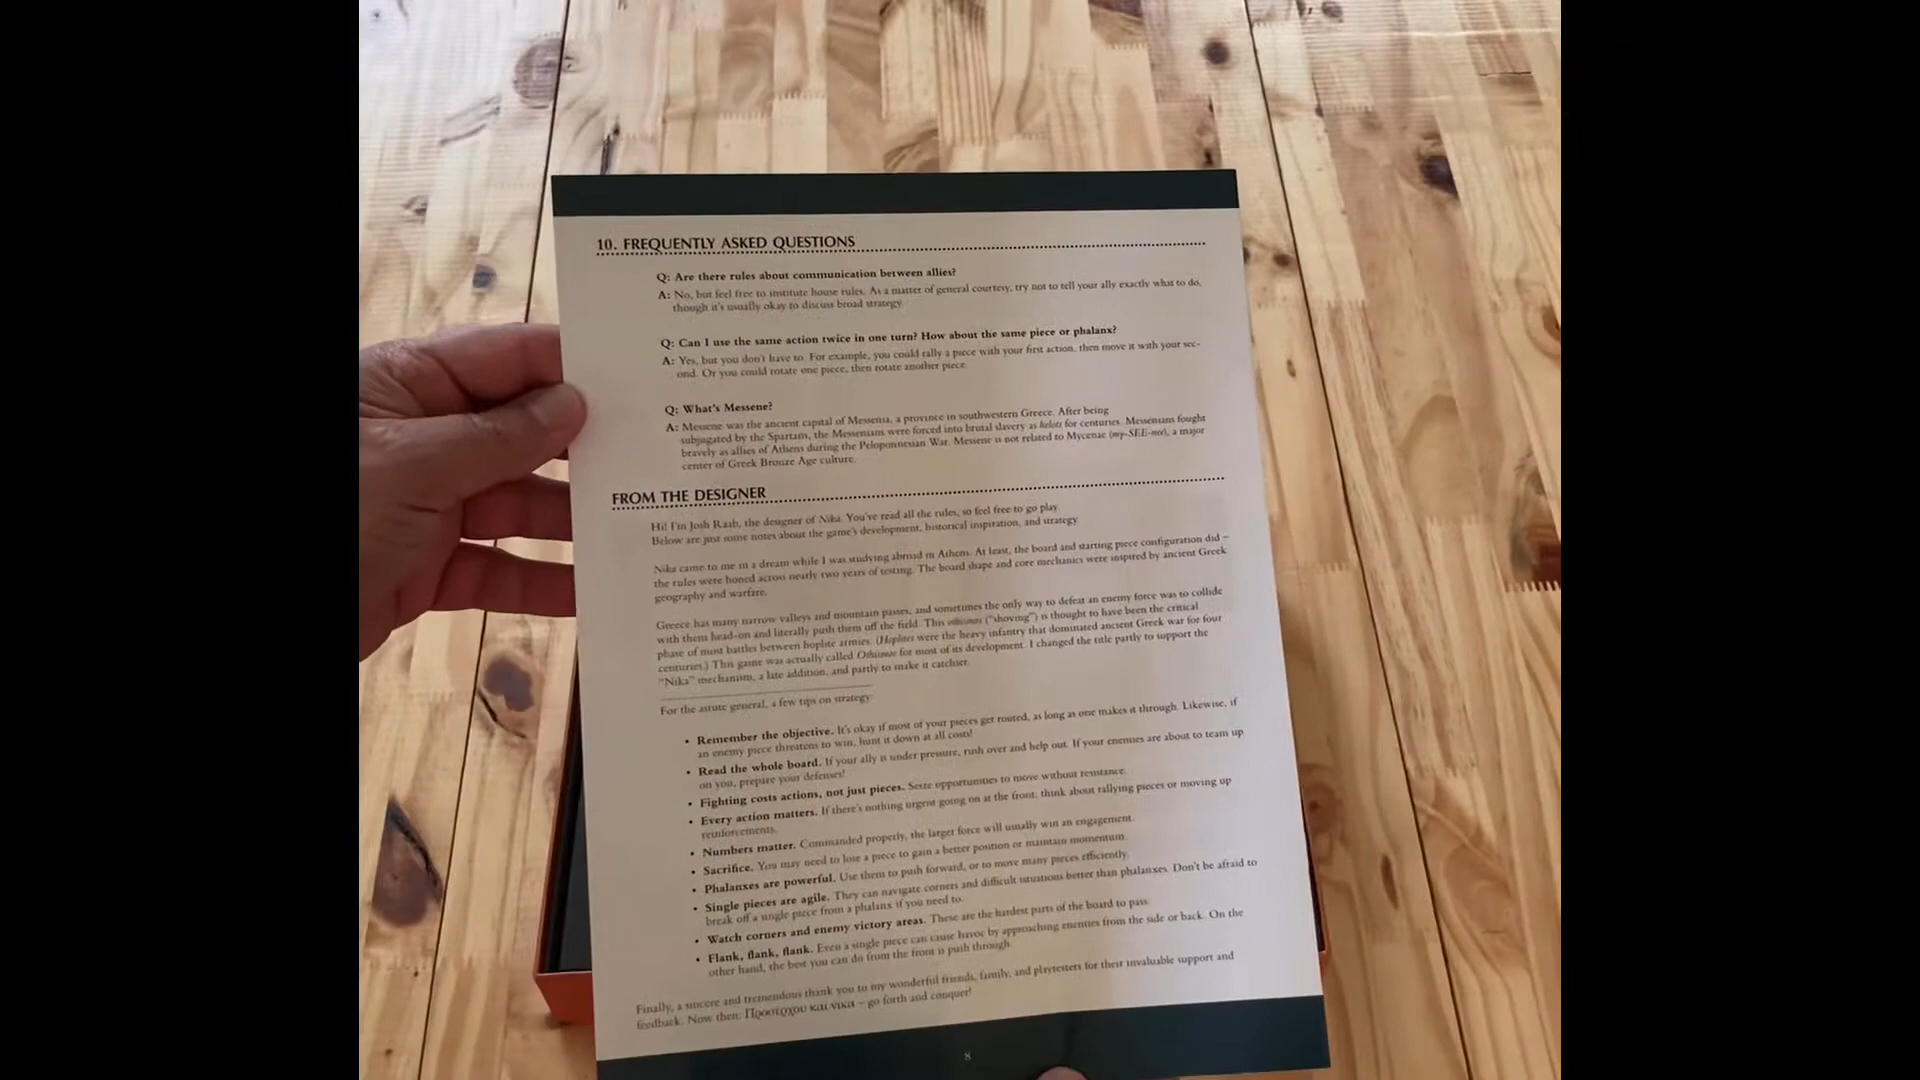 10. FREQUENTLY ASKED QUESTIONS
Q: Are there rules about communication between allies?
A: No, but feel free to institute house rules. As a matter of general courtesy, try not to tell your ally exactly what to do,
though it's usually okay to discuss broad strategy.
Q: Can I use the same action twice in one turn? How about the same piece or phalanx?
A: Yes, but you don't have to. For example, you could rally a piece with your first action, then move it with your sec-
ond. Or you could rotate one piece, then rotate another piece.
Q: What's Messene?
A: Messene was the ancient capital of Messenia, a province in southwestern Greece. After being
subjugated by the Spartans, the Messenians were forced into brutal slavery as helots for centuries. Messenians fought
bravely as allies of Athens during the Peloponnesian War. Messene is not related to Mycenae (my-SEE-nee), a major
center of Greek Bronze Age culture.
FROM THE DESIGNER
Hi! I'm Josh Raab, the designer of Nika. You've read all the rules, so feel free to go play.
Below are just some notes about the game's development, historical inspiration, and strategy.
Nika came to me in a dream while I was studying abroad in Athens. At least, the board and starting piece configuration did –
the rules were honed across nearly two years of testing. The board shape and core mechanics were inspired by ancient Greek
geography and warfare.
Greece has many narrow valleys and mountain passes, and sometimes the only way to defeat an enemy force was to collide
with them head-on and literally push them off the field. This othismos ("shoving") is thought to have been the critical
phase of most battles between hoplite armies. (Hoplites were the heavy infantry that dominated ancient Greek war for four
centuries.) This game was actually called Othismos for most of its development. I changed the title partly to support the
"Nika" mechanism, a late addition, and partly to make it catchier.
For the astute general, a few tips on strategy:
• Remember the objective. It's okay if most of your pieces get routed, as long as one makes it through. Likewise, if
an enemy piece threatens to win, hunt it down at all costs!
• Read the whole board. If your ally is under pressure, rush over and help out. If your enemies are about to team up
on you, prepare your defenses!
• Fighting costs actions, not just pieces. Seize opportunities to move without resistance.
• Every action matters. If there's nothing urgent going on at the front, think about rallying pieces or moving up
reinforcements.
• Numbers matter. Commanded properly, the larger force will usually win an engagement.
• Sacrifice. You may need to lose a piece to gain a better position or maintain momentum.
• Phalanxes are powerful. Use them to push forward, or to move many pieces efficiently.
• Single pieces are agile. They can navigate corners and difficult situations better than phalanxes. Don't be afraid to
break off a single piece from a phalanx if you need to.
• Watch corners and enemy victory areas. These are the hardest parts of the board to pass.
• Flank, flank, flank. Even a single piece can cause havoc by approaching enemies from the side or back. On the
other hand, the best you can do from the front is push through.
Finally, a sincere and tremendous thank you to my wonderful friends, family, and playtesters for their invaluable support and
feedback. Now then: Προσερχου και νικα – go forth and conquer!
8